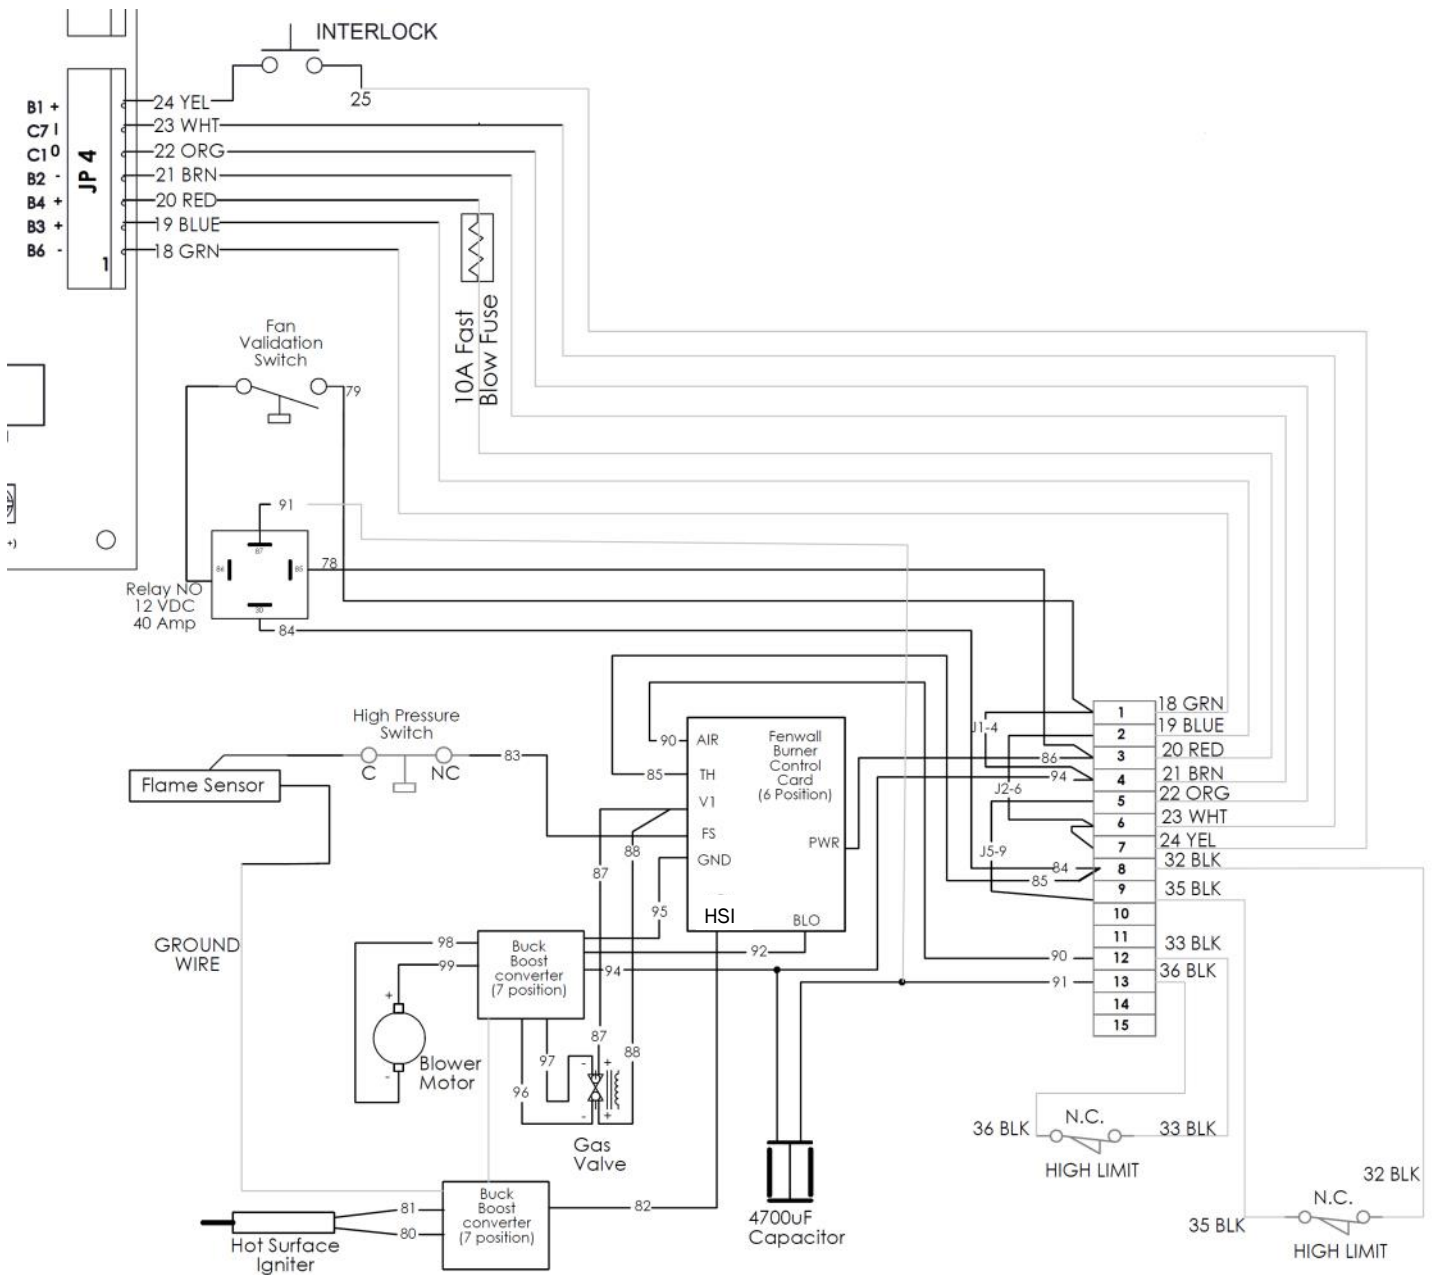 INTERLOCK
25
B1 +
24 YEL
C7 I
23 WHT
C1 0
22 ORG
B2 -
21 BRN
B4 +
20 RED
B3 +
19 BLUE
B6 -
18 GRN
JP 4
1
10A Fast
Blow Fuse
Fan
Validation
Switch
79
91
87
86
85
30
78
84
Relay NO
12 VDC
40 Amp
High Pressure
Switch
C
NC
83
Flame Sensor
GROUND
WIRE
90
AIR
85
TH
V1
FS
GND
HSI
BLO
PWR
Fenwall
Burner
Control
Card
(6 Position)
86
94
J1-4
J2-6
J5-9
84
85
90
91
1
2
3
4
5
6
7
8
9
10
11
12
13
14
15
18 GRN
19 BLUE
20 RED
21 BRN
22 ORG
23 WHT
24 YEL
32 BLK
35 BLK
33 BLK
36 BLK
87
88
95
92
94
98
99
Buck
Boost
converter
(7 position)
+
-
Blower
Motor
96
97
87
88
-
+
-
+
Gas
Valve
4700uF
Capacitor
36 BLK
N.C.
33 BLK
HIGH LIMIT
32 BLK
35 BLK
N.C.
HIGH LIMIT
81
80
82
Buck
Boost
converter
(7 position)
Hot Surface
Igniter